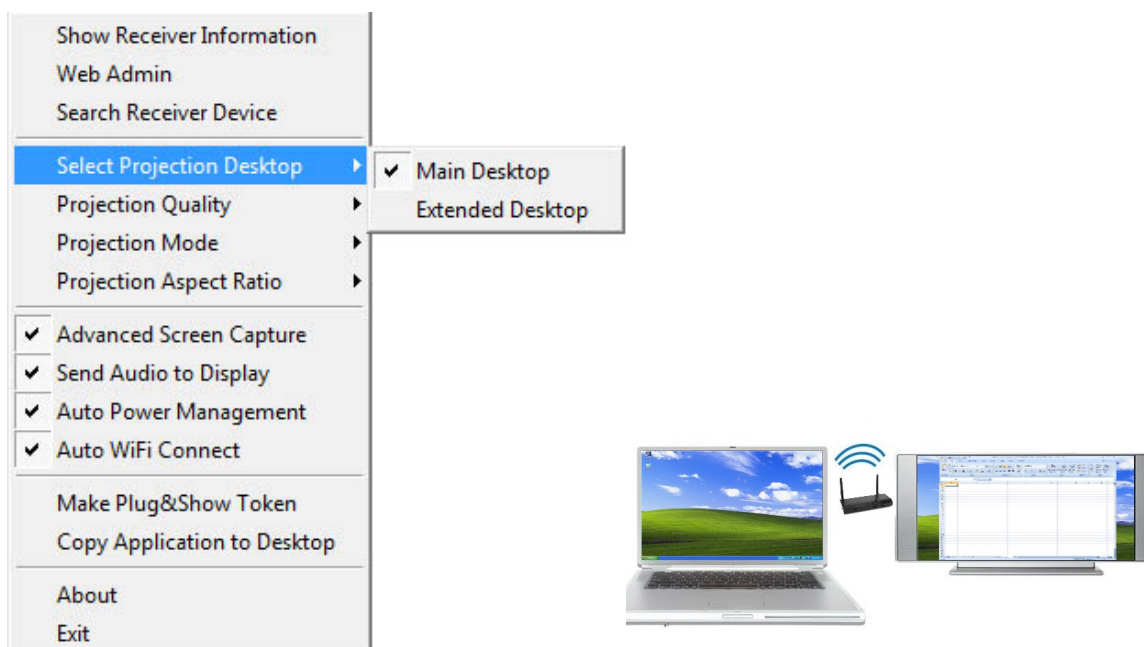 Show Receiver Information
Web Admin
Search Receiver Device
Select Projection Desktop
Main Desktop
Extended Desktop
Projection Quality
Projection Mode
Projection Aspect Ratio
Advanced Screen Capture
Send Audio to Display
Auto Power Management
Auto WiFi Connect
Make Plug&Show Token
Copy Application to Desktop
About
Exit